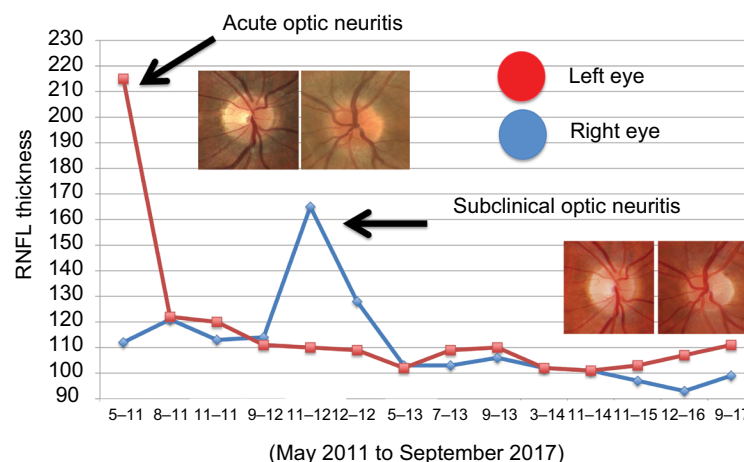 Acute optic neuritis
Left eye
Right eye
Subclinical optic neuritis
RNFL thickness
230
220
210
200
190
180
170
160
150
140
130
120
110
100
90
5–11 8–11 11–11 9–12 11–12 12–12 5–13 7–13 9–13 3–14 11–14 11–15 12–16 9–17
(May 2011 to September 2017)